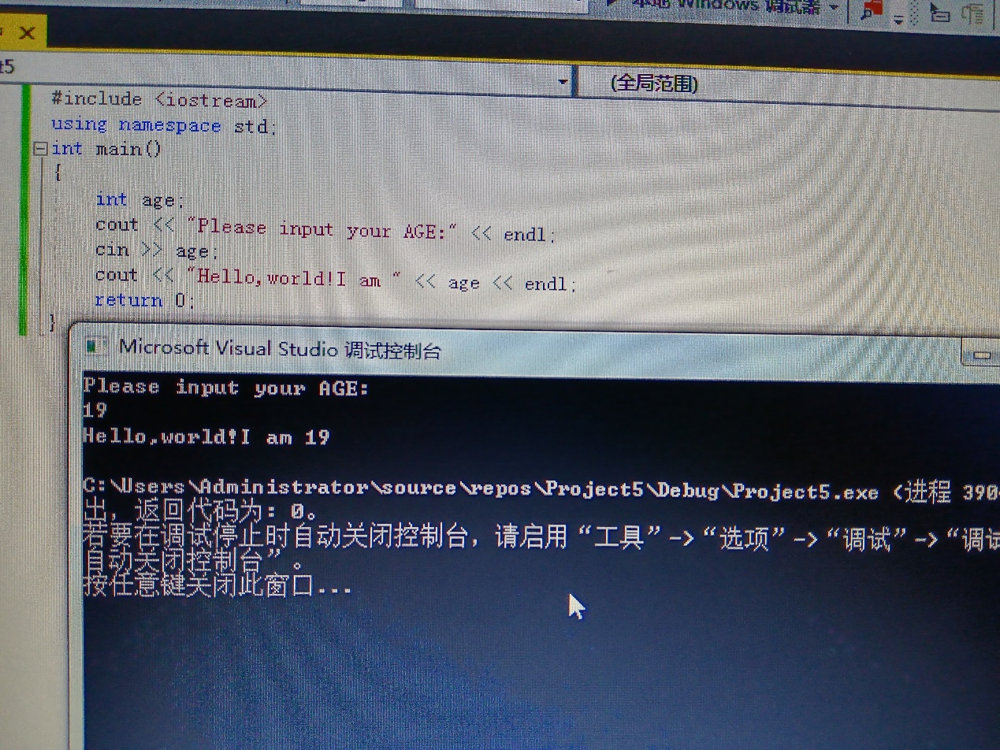 本地 Windows 调试器
t5
(全局范围)
#include <iostream>
using namespace std;
int main()
{
int age;
cout << "Please input your AGE:" << endl;
cin >> age;
cout << "Hello,world!I am " << age << endl;
return 0;
}
Microsoft Visual Studio 调试控制台
Please input your AGE:
19
Hello,world!I am 19
C:\Users\Administrator\source\repos\Project5\Debug\Project5.exe (进程 390
出，返回代码为: 0。
若要在调试停止时自动关闭控制台，请启用“工具”->“选项”->“调试”->“调试
自动关闭控制台”。
按任意键关闭此窗口...